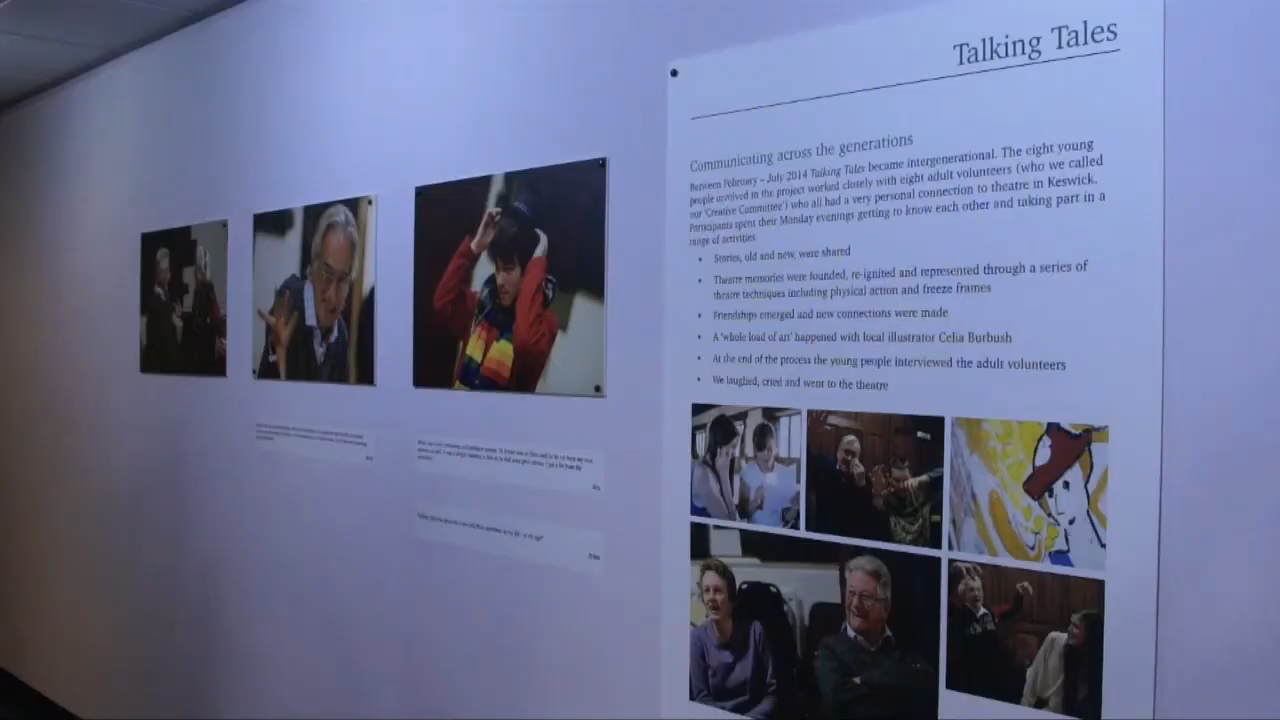 Talking Tales
Communicating across the generations
Between February – July 2014 Talking Tales became intergenerational. The eight young
people involved in the project worked closely with eight adult volunteers (who we called
our 'Creative Committee') who all had a very personal connection to theatre in Keswick.
Participants spent their Monday evenings getting to know each other and taking part in a
range of activities
• Stories, old and new, were shared
• Theatre memories were founded, re-ignited and represented through a series of
theatre techniques including physical action and freeze frames
• Friendships emerged and new connections were made
• A 'whole load of art' happened with local illustrator Celia Burbush
• At the end of the process the young people interviewed the adult volunteers
• We laughed, cried and went to the theatre